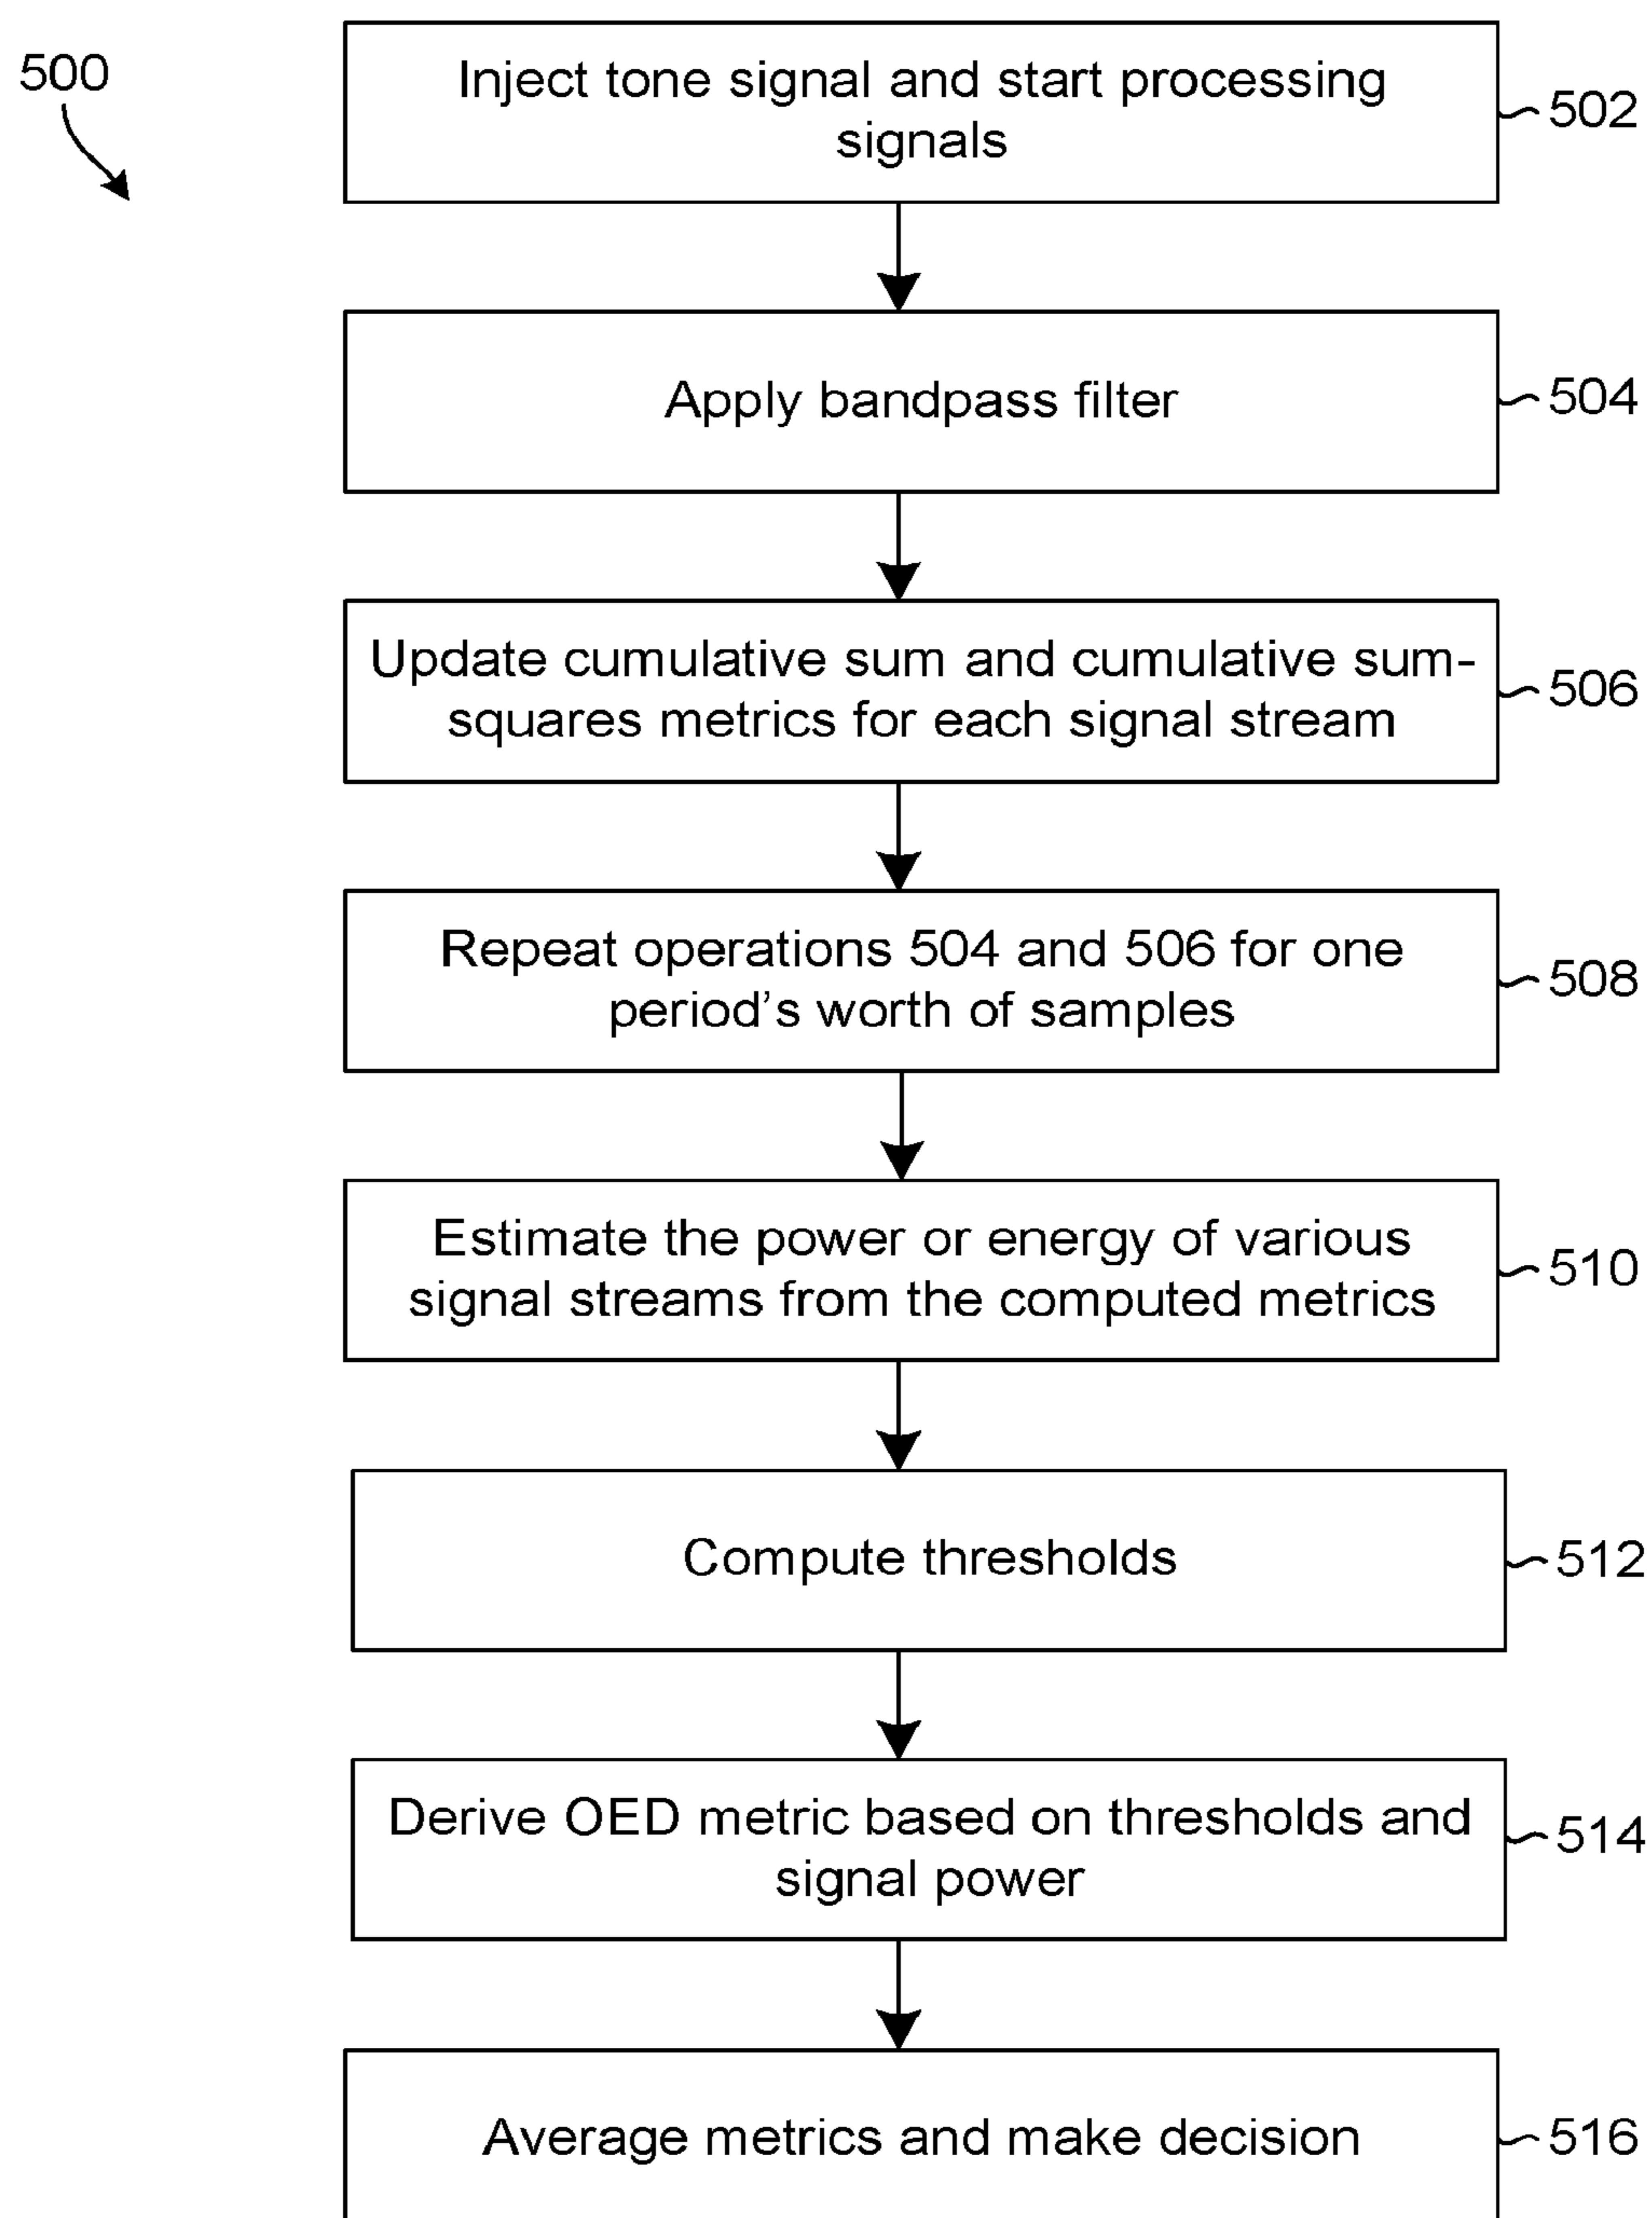 500
Inject tone signal and start processing
signals
502
Apply bandpass filter
504
Update cumulative sum and cumulative sum-
squares metrics for each signal stream
506
Repeat operations 504 and 506 for one
period’s worth of samples
508
Estimate the power or energy of various
signal streams from the computed metrics
510
Compute thresholds
512
Derive OED metric based on thresholds and
signal power
514
Average metrics and make decision
516